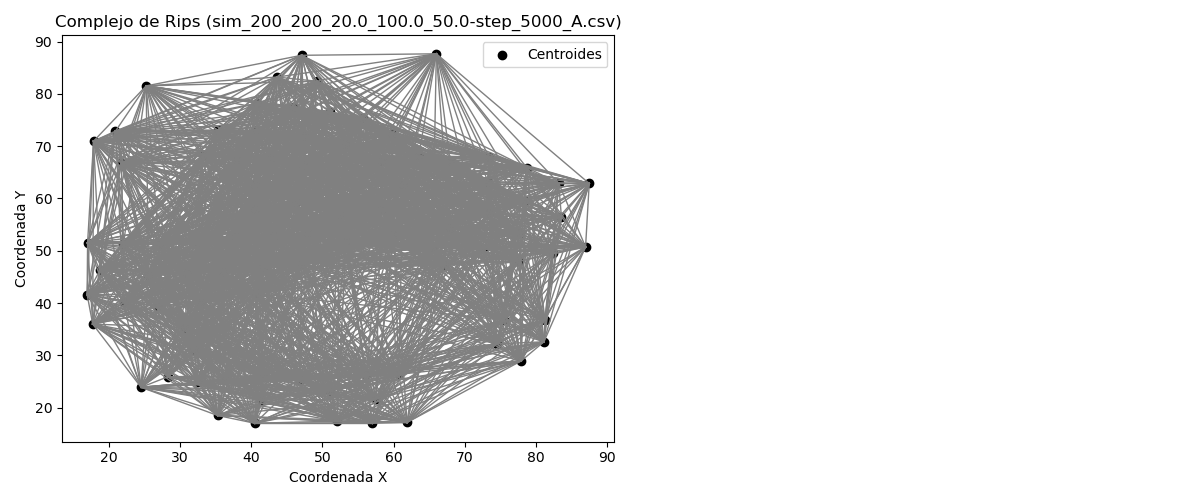 Complejo de Rips (sim_200_200_20.0_100.0_50.0-step_5000_A.csv)
Centroides
90
80
70
60
50
40
30
20
Coordenada Y
20 30 40 50 60 70 80 90
Coordenada X